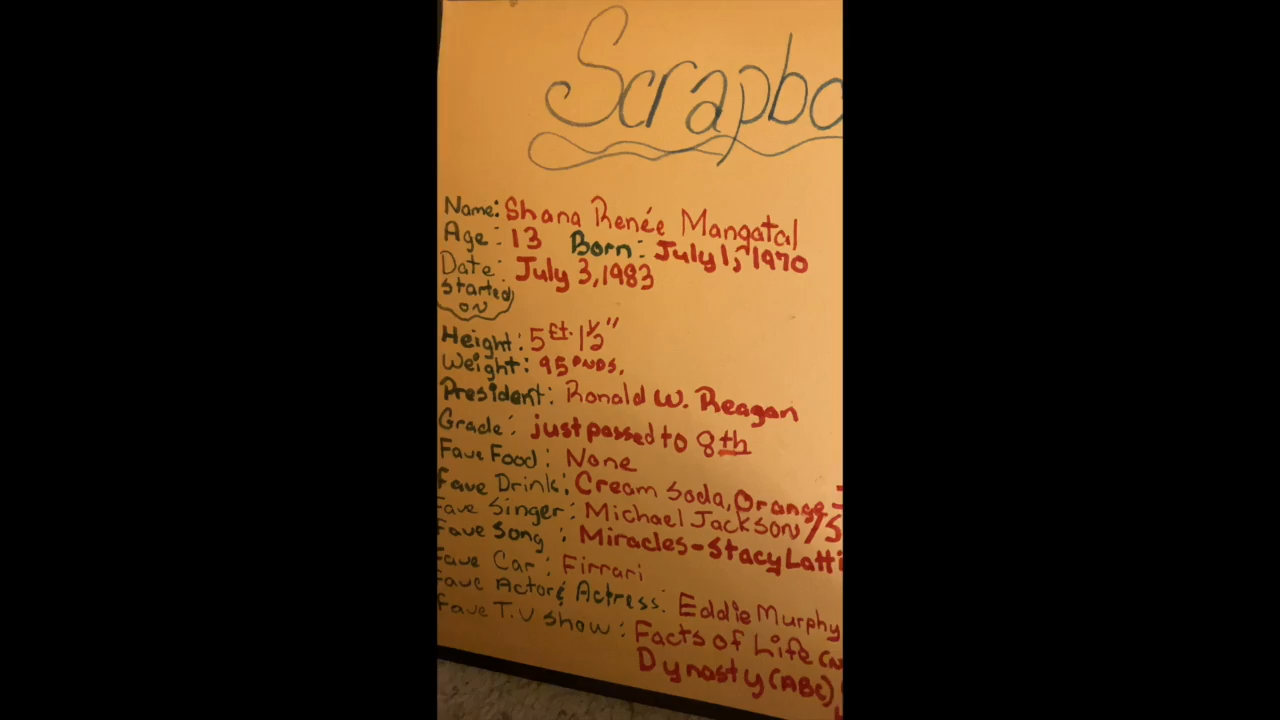 Scrapbo
Name: Shana Renée Mangatal
Age: 13 Born: July 1, 1970
Date: July 3, 1983
started
on
Height: 5 ft. 1 1/2"
Weight: 95 PNDS.
President: Ronald W. Reagan
Grade: just passed to 8th
Fave Food: None
Fave Drink: Cream Soda, Orange
Fave Singer: Michael Jackson / S
Fave Song: Miracles - Stacy Latti
Fave Car: Firrari
Fave Actor & Actress: Eddie Murphy
Fave T.V show: Facts of Life (N
Dynasty (ABC)